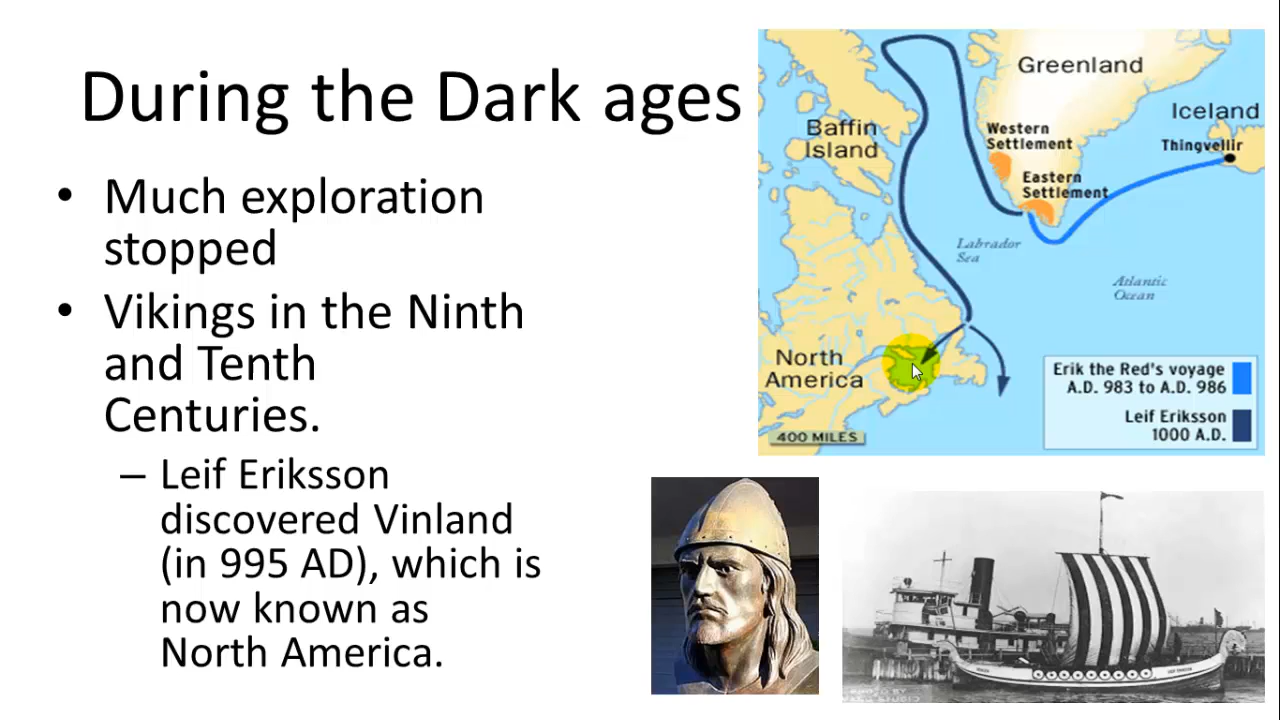 During the Dark ages
• Much exploration
stopped
• Vikings in the Ninth
and Tenth
Centuries.
– Leif Eriksson
discovered Vinland
(in 995 AD), which is
now known as
North America.
Greenland
Iceland
Baffin
Island
Western
Settlement
Thingvellir
Eastern
Settlement
Labrador
Sea
Atlantic
Ocean
North
America
Erik the Red's voyage
A.D. 983 to A.D. 986
Leif Eriksson
1000 A.D.
400 MILES